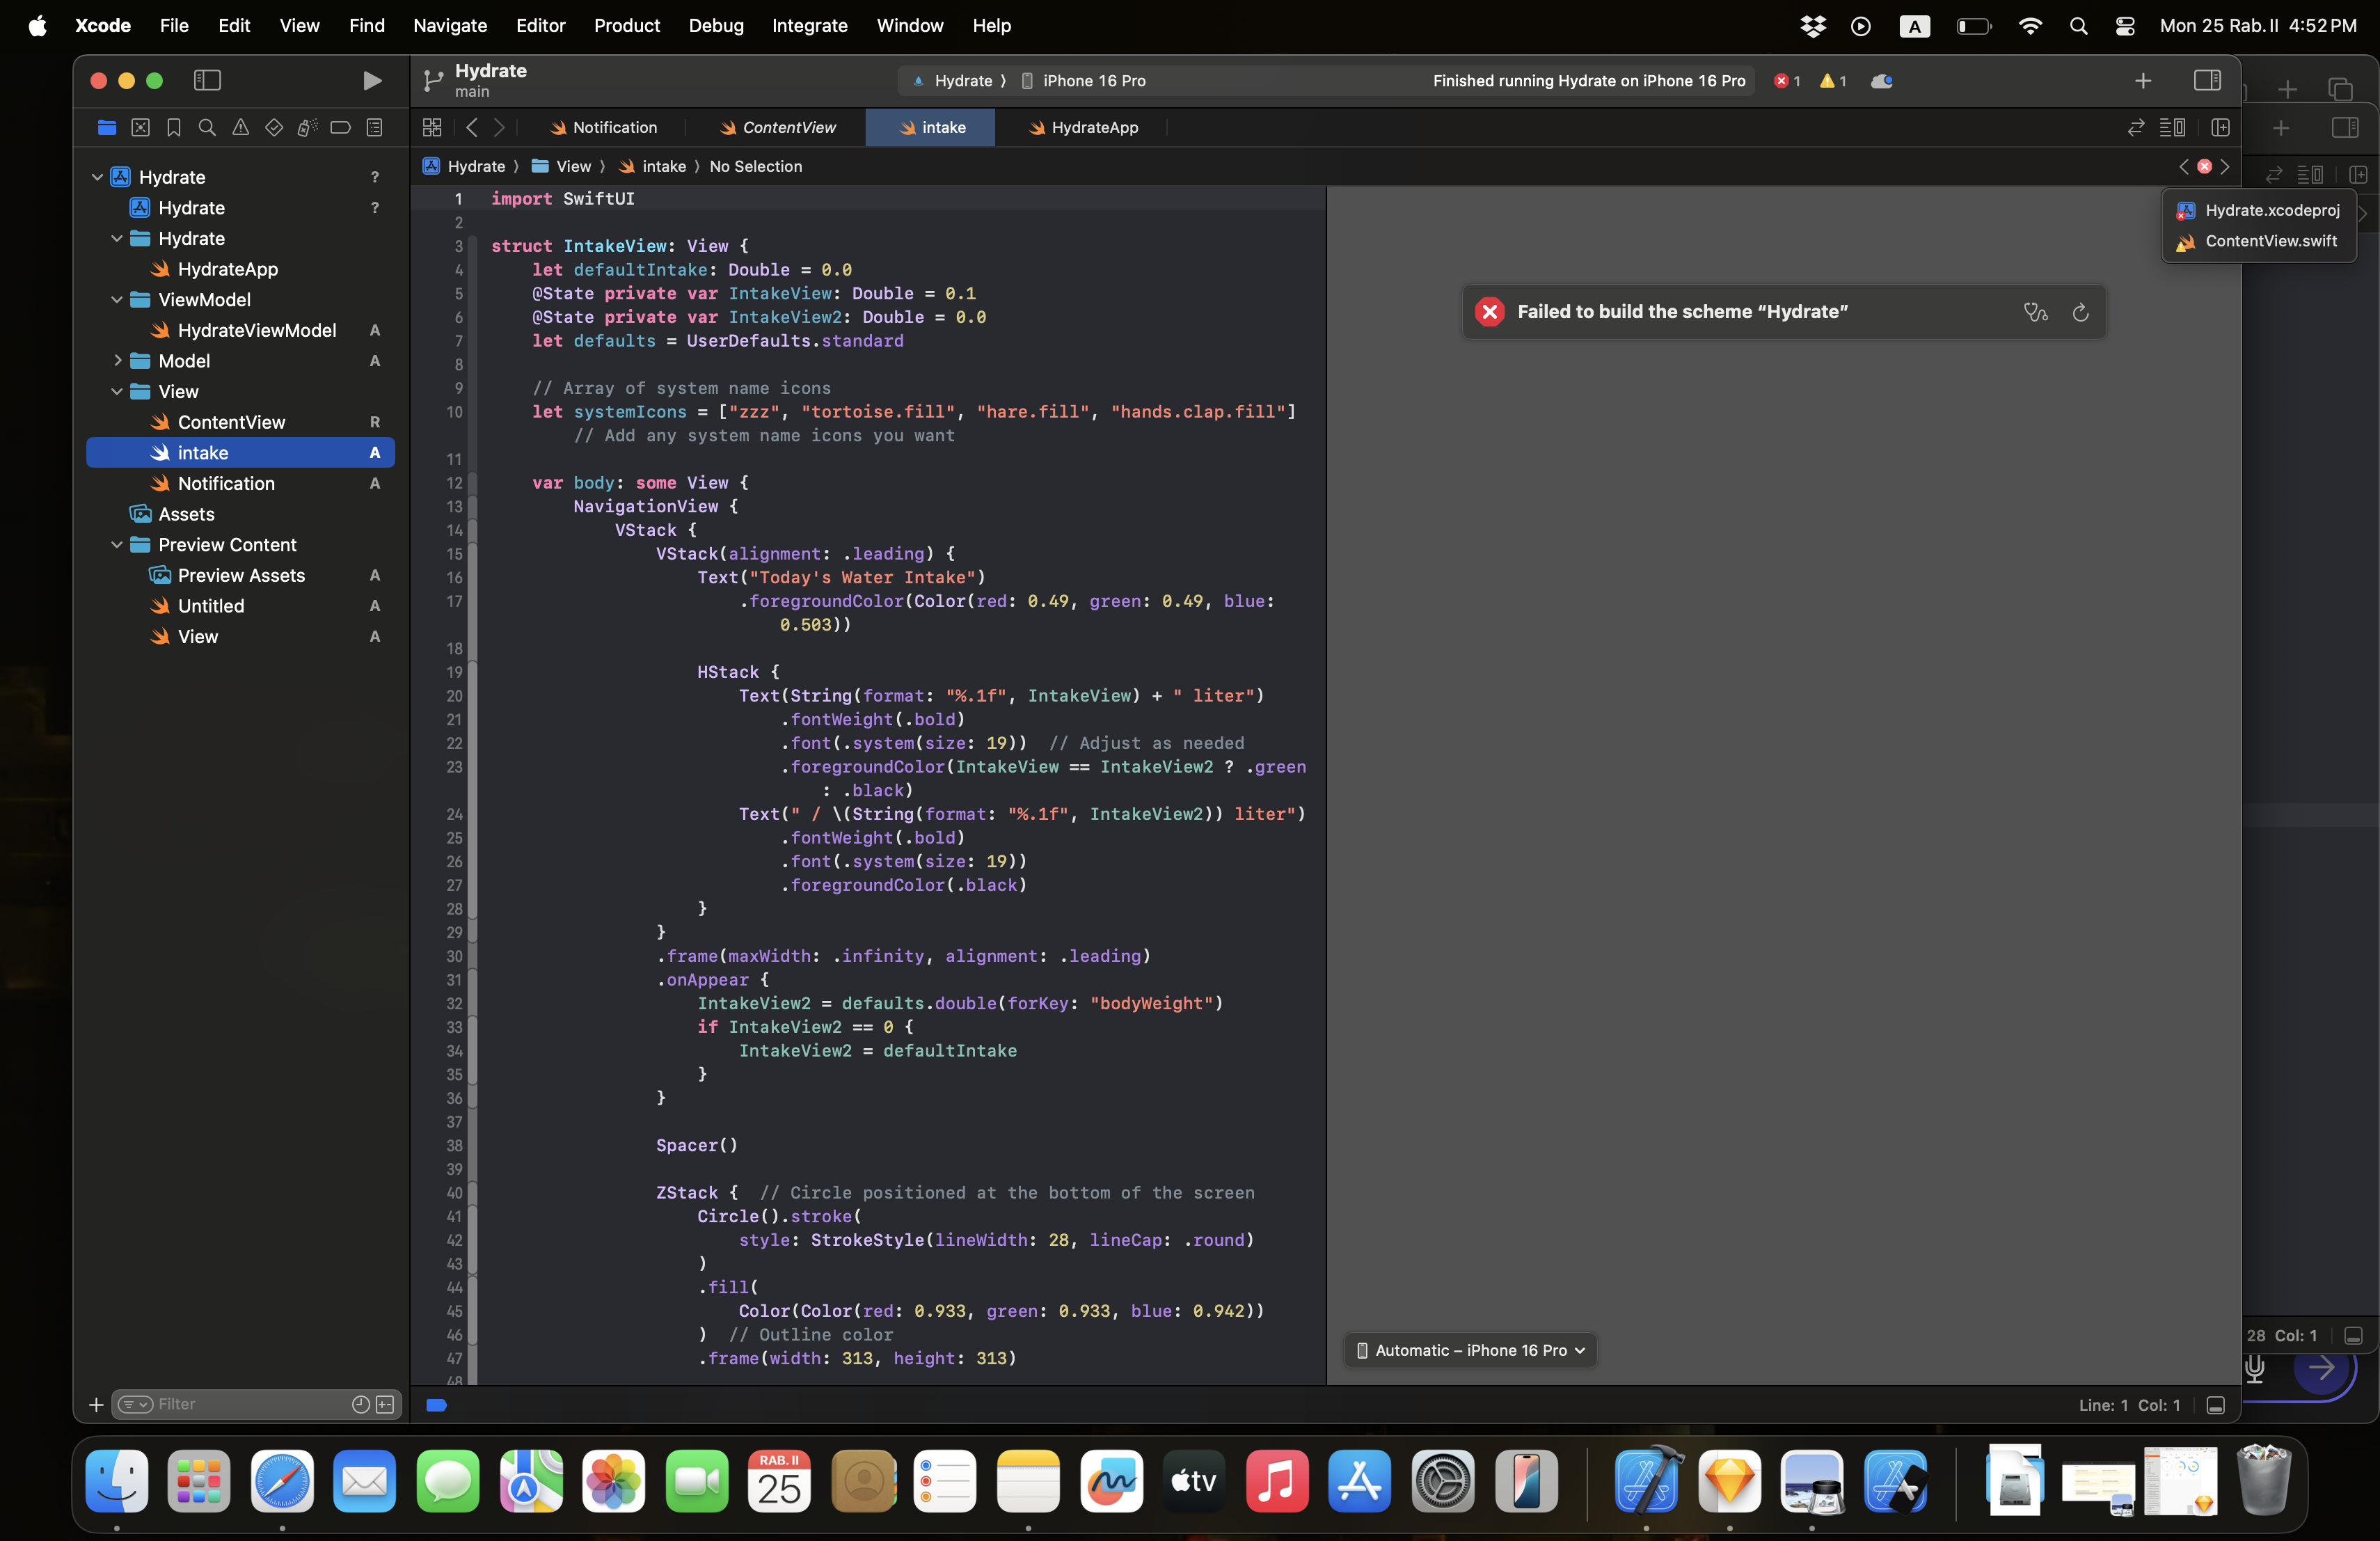 Xcode File Edit View Find Navigate Editor Product Debug Integrate Window Help
A
Mon 25 Rab. II 4:52 PM
Hydrate
main
Hydrate 〉 iPhone 16 Pro
Finished running Hydrate on iPhone 16 Pro
1
1
Notification
ContentView
intake
HydrateApp
Hydrate 〉 View 〉 intake 〉 No Selection
Hydrate ?
Hydrate ?
Hydrate
HydrateApp
ViewModel
HydrateViewModel A
Model A
View
ContentView R
intake A
Notification A
Assets
Preview Content
Preview Assets A
Untitled A
View A
Filter
1 import SwiftUI
2
3 struct IntakeView: View {
4 let defaultIntake: Double = 0.0
5 @State private var IntakeView: Double = 0.1
6 @State private var IntakeView2: Double = 0.0
7 let defaults = UserDefaults.standard
8
9 // Array of system name icons
10 let systemIcons = ["zzz", "tortoise.fill", "hare.fill", "hands.clap.fill"]
// Add any system name icons you want
11
12 var body: some View {
13 NavigationView {
14 VStack {
15 VStack(alignment: .leading) {
16 Text("Today's Water Intake")
17 .foregroundColor(Color(red: 0.49, green: 0.49, blue:
0.503))
18
19 HStack {
20 Text(String(format: "%.1f", IntakeView) + " liter")
21 .fontWeight(.bold)
22 .font(.system(size: 19)) // Adjust as needed
23 .foregroundColor(IntakeView == IntakeView2 ? .green
: .black)
24 Text(" / \(String(format: "%.1f", IntakeView2)) liter")
25 .fontWeight(.bold)
26 .font(.system(size: 19))
27 .foregroundColor(.black)
28 }
29 }
30 .frame(maxWidth: .infinity, alignment: .leading)
31 .onAppear {
32 IntakeView2 = defaults.double(forKey: "bodyWeight")
33 if IntakeView2 == 0 {
34 IntakeView2 = defaultIntake
35 }
36 }
37
38 Spacer()
39
40 ZStack { // Circle positioned at the bottom of the screen
41 Circle().stroke(
42 style: StrokeStyle(lineWidth: 28, lineCap: .round)
43 )
44 .fill(
45 Color(Color(red: 0.933, green: 0.933, blue: 0.942))
46 ) // Outline color
47 .frame(width: 313, height: 313)
48
Hydrate.xcodeproj
ContentView.swift
Failed to build the scheme “Hydrate”
Automatic – iPhone 16 Pro
28 Col: 1
Line: 1 Col: 1
RAB. II
25
tv